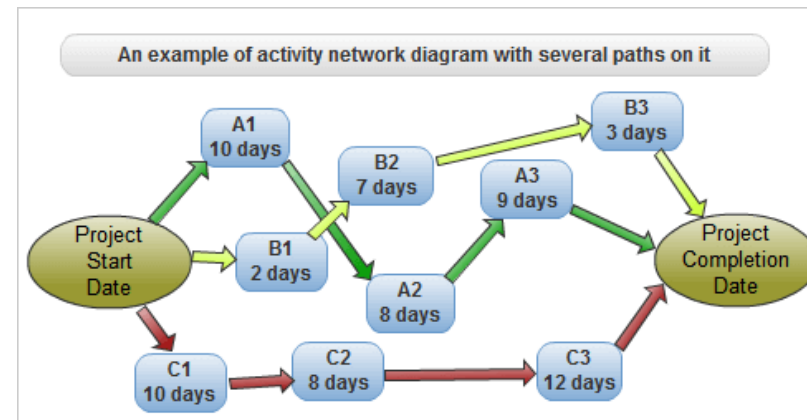 An example of activity network diagram with several paths on it
A1
10 days
B2
7 days
B3
3 days
A3
9 days
Project
Start
Date
B1
2 days
A2
8 days
Project
Completion
Date
C1
10 days
C2
8 days
C3
12 days